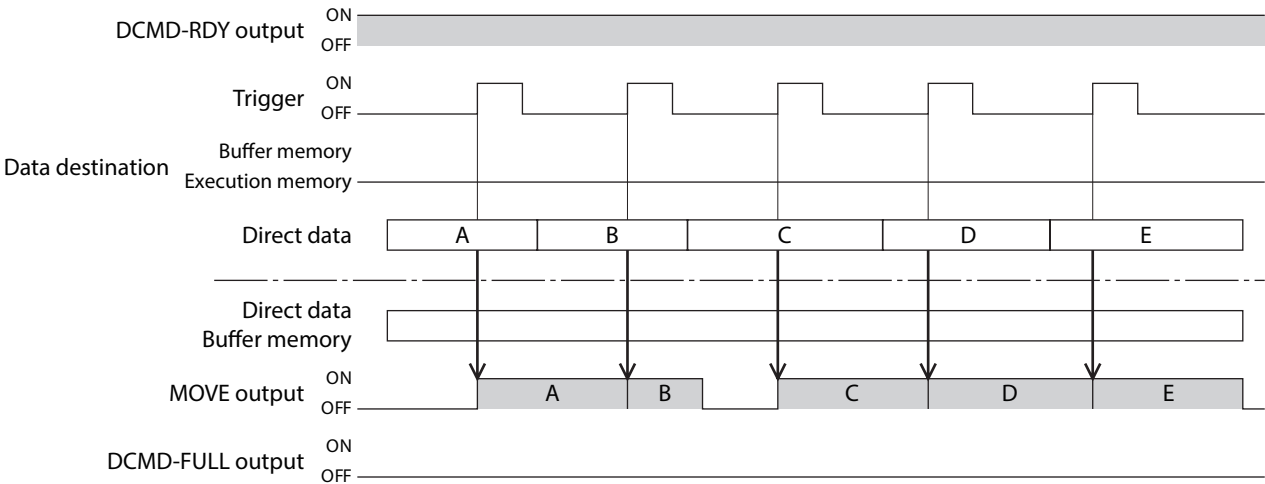 DCMD-RDY output
ON
OFF
Trigger
ON
OFF
Data destination
Buffer memory
Execution memory
Direct data
A
B
C
D
E
Direct data
Buffer memory
MOVE output
ON
OFF
A
B
C
D
E
DCMD-FULL output
ON
OFF